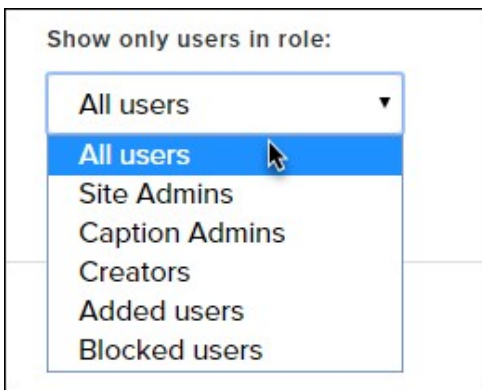 Show only users in role:
All users
All users
Site Admins
Caption Admins
Creators
Added users
Blocked users